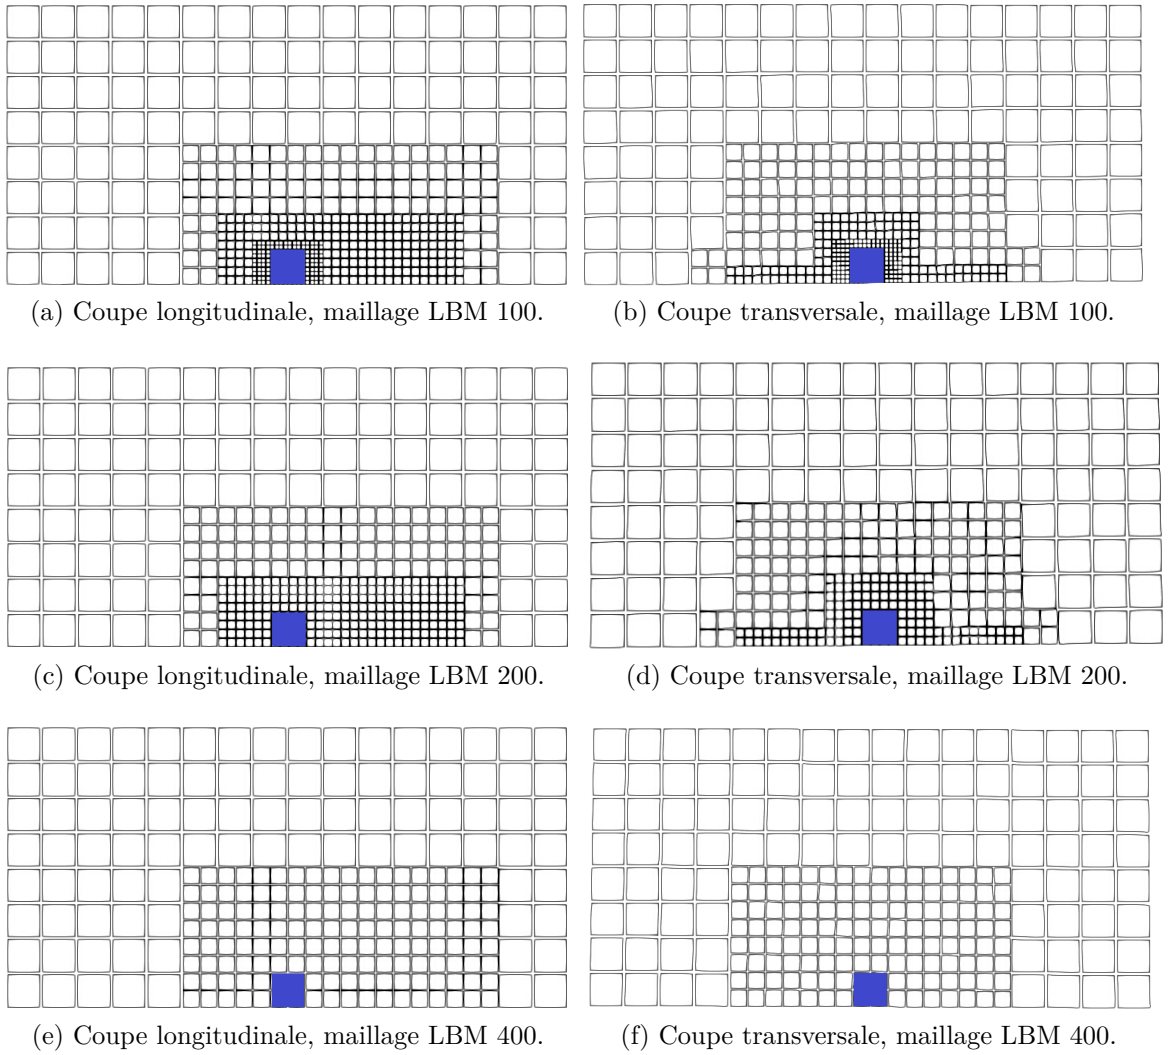 (a) Coupe longitudinale, maillage LBM 100.
(b) Coupe transversale, maillage LBM 100.
(c) Coupe longitudinale, maillage LBM 200.
(d) Coupe transversale, maillage LBM 200.
(e) Coupe longitudinale, maillage LBM 400.
(f) Coupe transversale, maillage LBM 400.